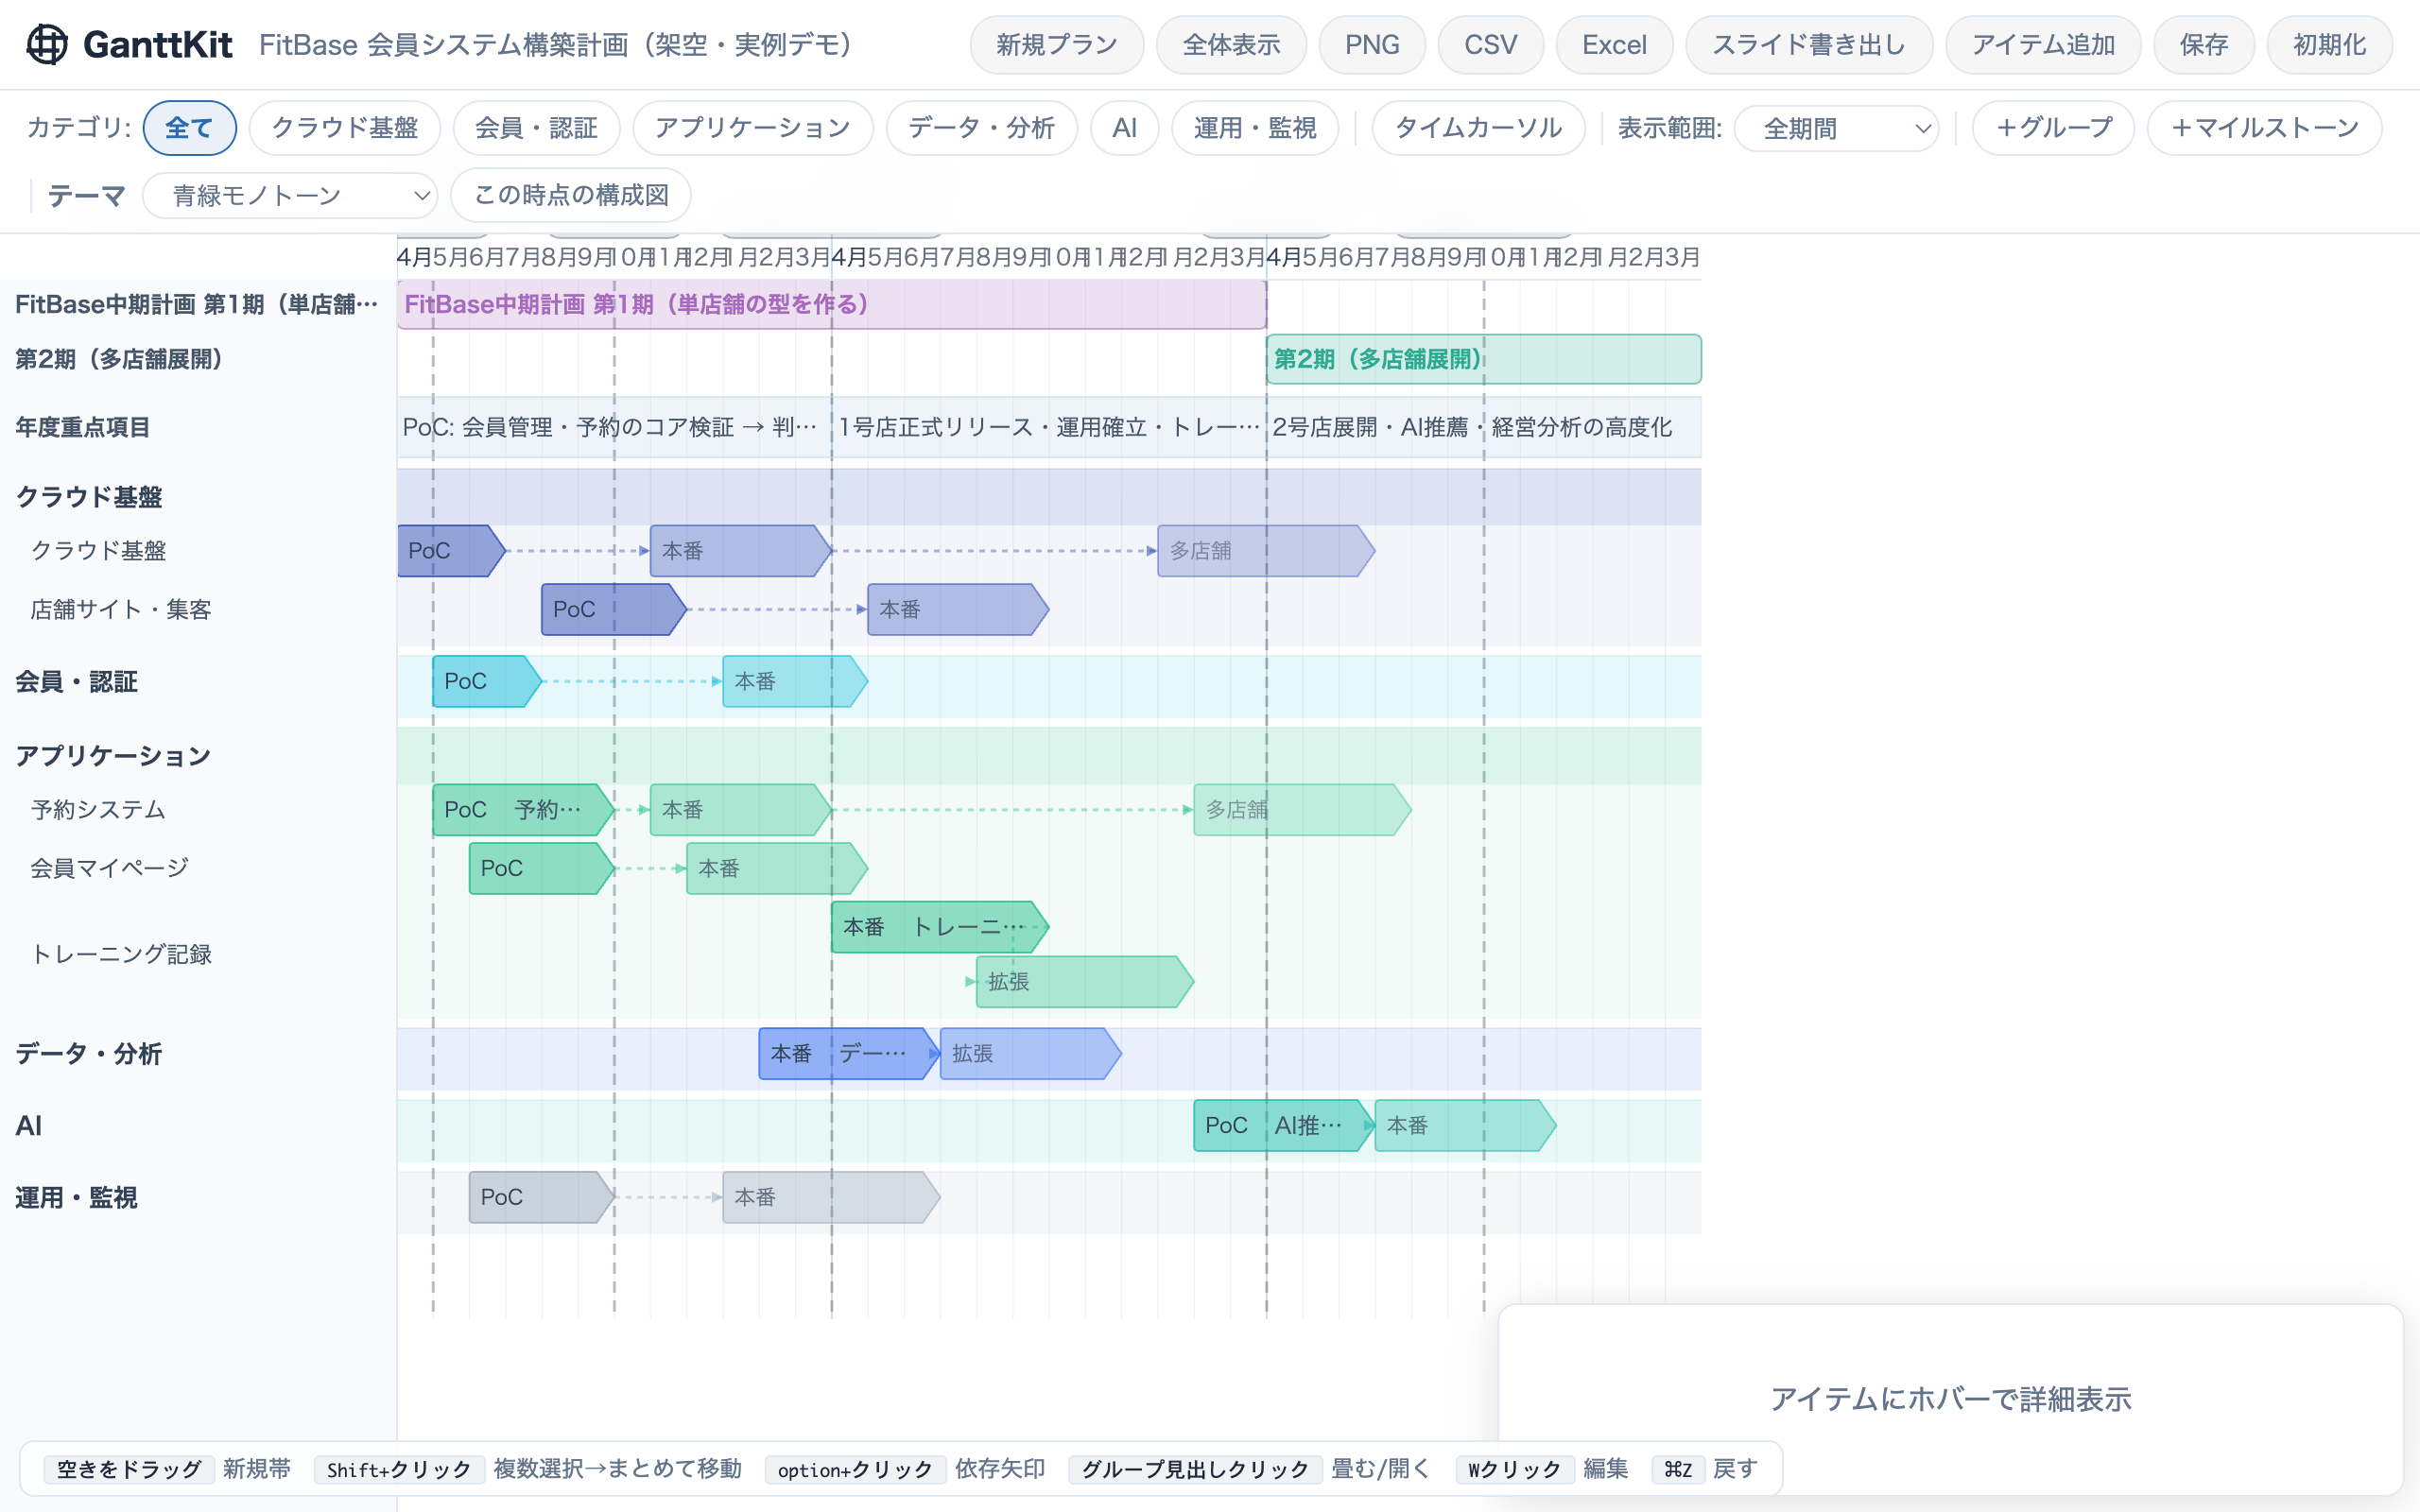 GanttKit FitBase 会員システム構築計画（架空・実例デモ） 新規プラン 全体表示 PNG CSV Excel スライド書き出し アイテム追加 保存 初期化
カテゴリ: 全て クラウド基盤 会員・認証 アプリケーション データ・分析 AI 運用・監視 タイムカーソル 表示範囲: 全期間 ＋グループ ＋マイルストーン
テーマ 青緑モノトーン この時点の構成図
4月 5月 6月 7月 8月 9月 10月 11月 12月 1月 2月 3月 4月 5月 6月 7月 8月 9月 10月 11月 12月 1月 2月 3月 4月 5月 6月 7月 8月 9月 10月 11月 12月 1月 2月 3月
FitBase中期計画 第1期（単店舗… FitBase中期計画 第1期（単店舗の型を作る）
第2期（多店舗展開） 第2期（多店舗展開）
年度重点項目 PoC: 会員管理・予約のコア検証 → 判… 1号店正式リリース・運用確立・トレー… 2号店展開・AI推薦・経営分析の高度化
クラウド基盤
クラウド基盤 PoC 本番 多店舗
店舗サイト・集客 PoC 本番
会員・認証 PoC 本番
アプリケーション
予約システム PoC 予約… 本番 多店舗
会員マイページ PoC 本番
トレーニング記録 本番 トレーニ…
拡張
データ・分析 本番 デー… 拡張
AI PoC AI推… 本番
運用・監視 PoC 本番
アイテムにホバーで詳細表示
空きをドラッグ 新規帯 Shift+クリック 複数選択→まとめて移動 option+クリック 依存矢印 グループ見出しクリック 畳む/開く Wクリック 編集 ⌘Z 戻す